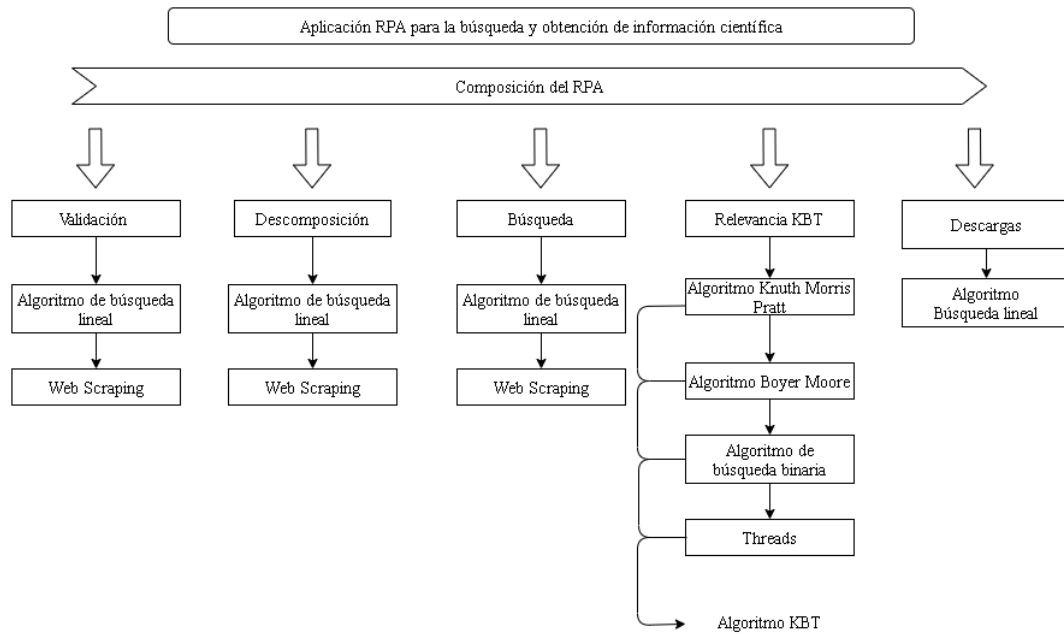 Aplicación RPA para la búsqueda y obtención de información científica
Composición del RPA
Validación
Algoritmo de búsqueda
lineal
Web Scraping
Descomposición
Algoritmo de búsqueda
lineal
Web Scraping
Búsqueda
Algoritmo de búsqueda
lineal
Web Scraping
Relevancia KBT
Algoritmo Knuth Morris
Pratt
Algoritmo Boyer Moore
Algoritmo de
búsqueda binaria
Threads
Algoritmo KBT
Descargas
Algoritmo
Búsqueda lineal